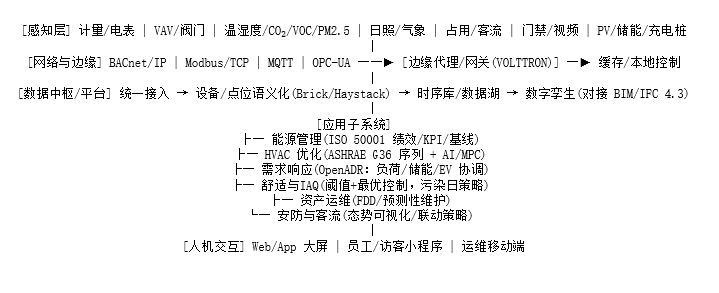 [感知层] 计量/电表 | VAV/阀门 | 温湿度/CO₂/VOC/PM2.5 | 日照/气象 | 占用/客流 | 门禁/视频 | PV/储能/充电桩
│
[网络与边缘] BACnet/IP | Modbus/TCP | MQTT | OPC-UA ──► [边缘代理/网关(VOLTTRON)] ─► 缓存/本地控制
│
[数据中枢/平台] 统一接入 → 设备/点位语义化(Brick/Haystack) → 时序库/数据湖 → 数字孪生(对接 BIM/IFC 4.3)
│
[应用子系统]
├─ 能源管理(ISO 50001 绩效/KPI/基线)
├─ HVAC 优化(ASHRAE G36 序列 + AI/MPC)
├─ 需求响应(OpenADR：负荷/储能/EV 协调)
├─ 舒适与IAQ(阈值+最优控制，污染日策略)
├─ 资产运维(FDD/预测性维护)
└─ 安防与客流(态势可视化/联动策略)
│
[人机交互] Web/App 大屏 | 员工/访客小程序 | 运维移动端